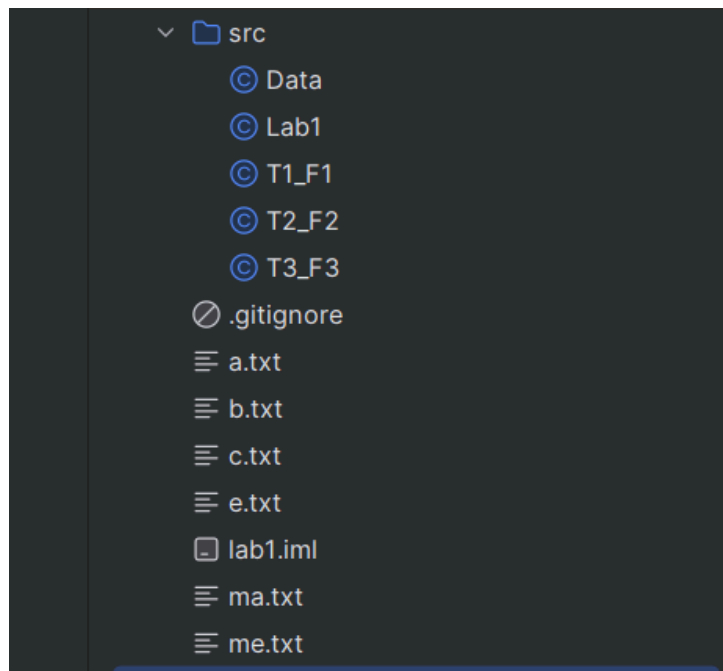 src
Data
Lab1
T1_F1
T2_F2
T3_F3
.gitignore
a.txt
b.txt
c.txt
e.txt
lab1.iml
ma.txt
me.txt